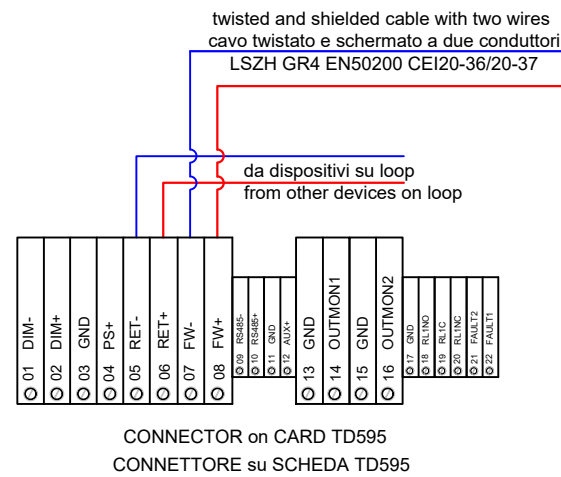 twisted and shielded cable with two wires
cavo twistato e schermato a due conduttori
LSZH GR4 EN50200 CEI20-36/20-37
da dispositivi su loop
from other devices on loop
01 DIM-
02 DIM+
03 GND
04 PS+
05 RET-
06 RET+
07 FW-
08 FW+
09 RS485-
10 RS485+
11 GND
12 AUX+
13 GND
14 OUTMON1
15 GND
16 OUTMON2
17 GND
18 RL1NO
19 RL1C
20 RL1NC
21 FAULT2
22 FAULT1
CONNECTOR on CARD TD595
CONNETTORE su SCHEDA TD595